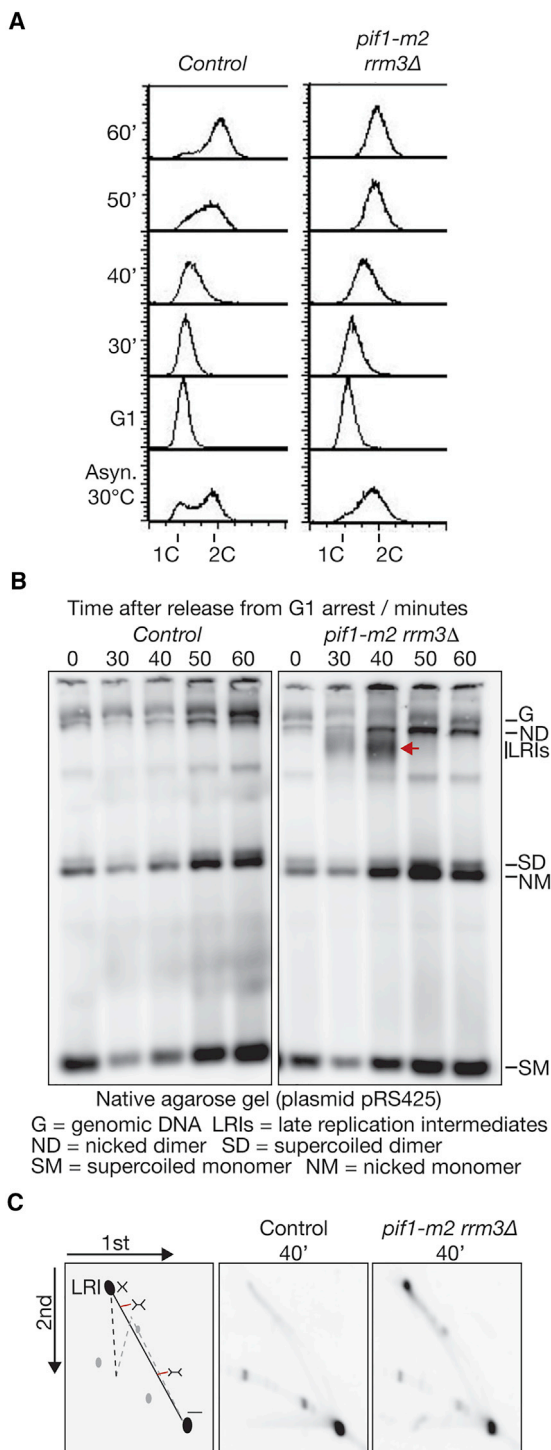 A
Control
pif1-m2
rrm3Δ
60’
50’
40’
30’
G1
Asyn.
30°C
1C 2C 1C 2C
B
Time after release from G1 arrest / minutes
Control pif1-m2 rrm3Δ
0 30 40 50 60 0 30 40 50 60
G
ND
LRIs
SD
NM
SM
Native agarose gel (plasmid pRS425)
G = genomic DNA LRIs = late replication intermediates
ND = nicked dimer SD = supercoiled dimer
SM = supercoiled monomer NM = nicked monomer
C
1st
Control pif1-m2 rrm3Δ
40’ 40’
2nd
LRI